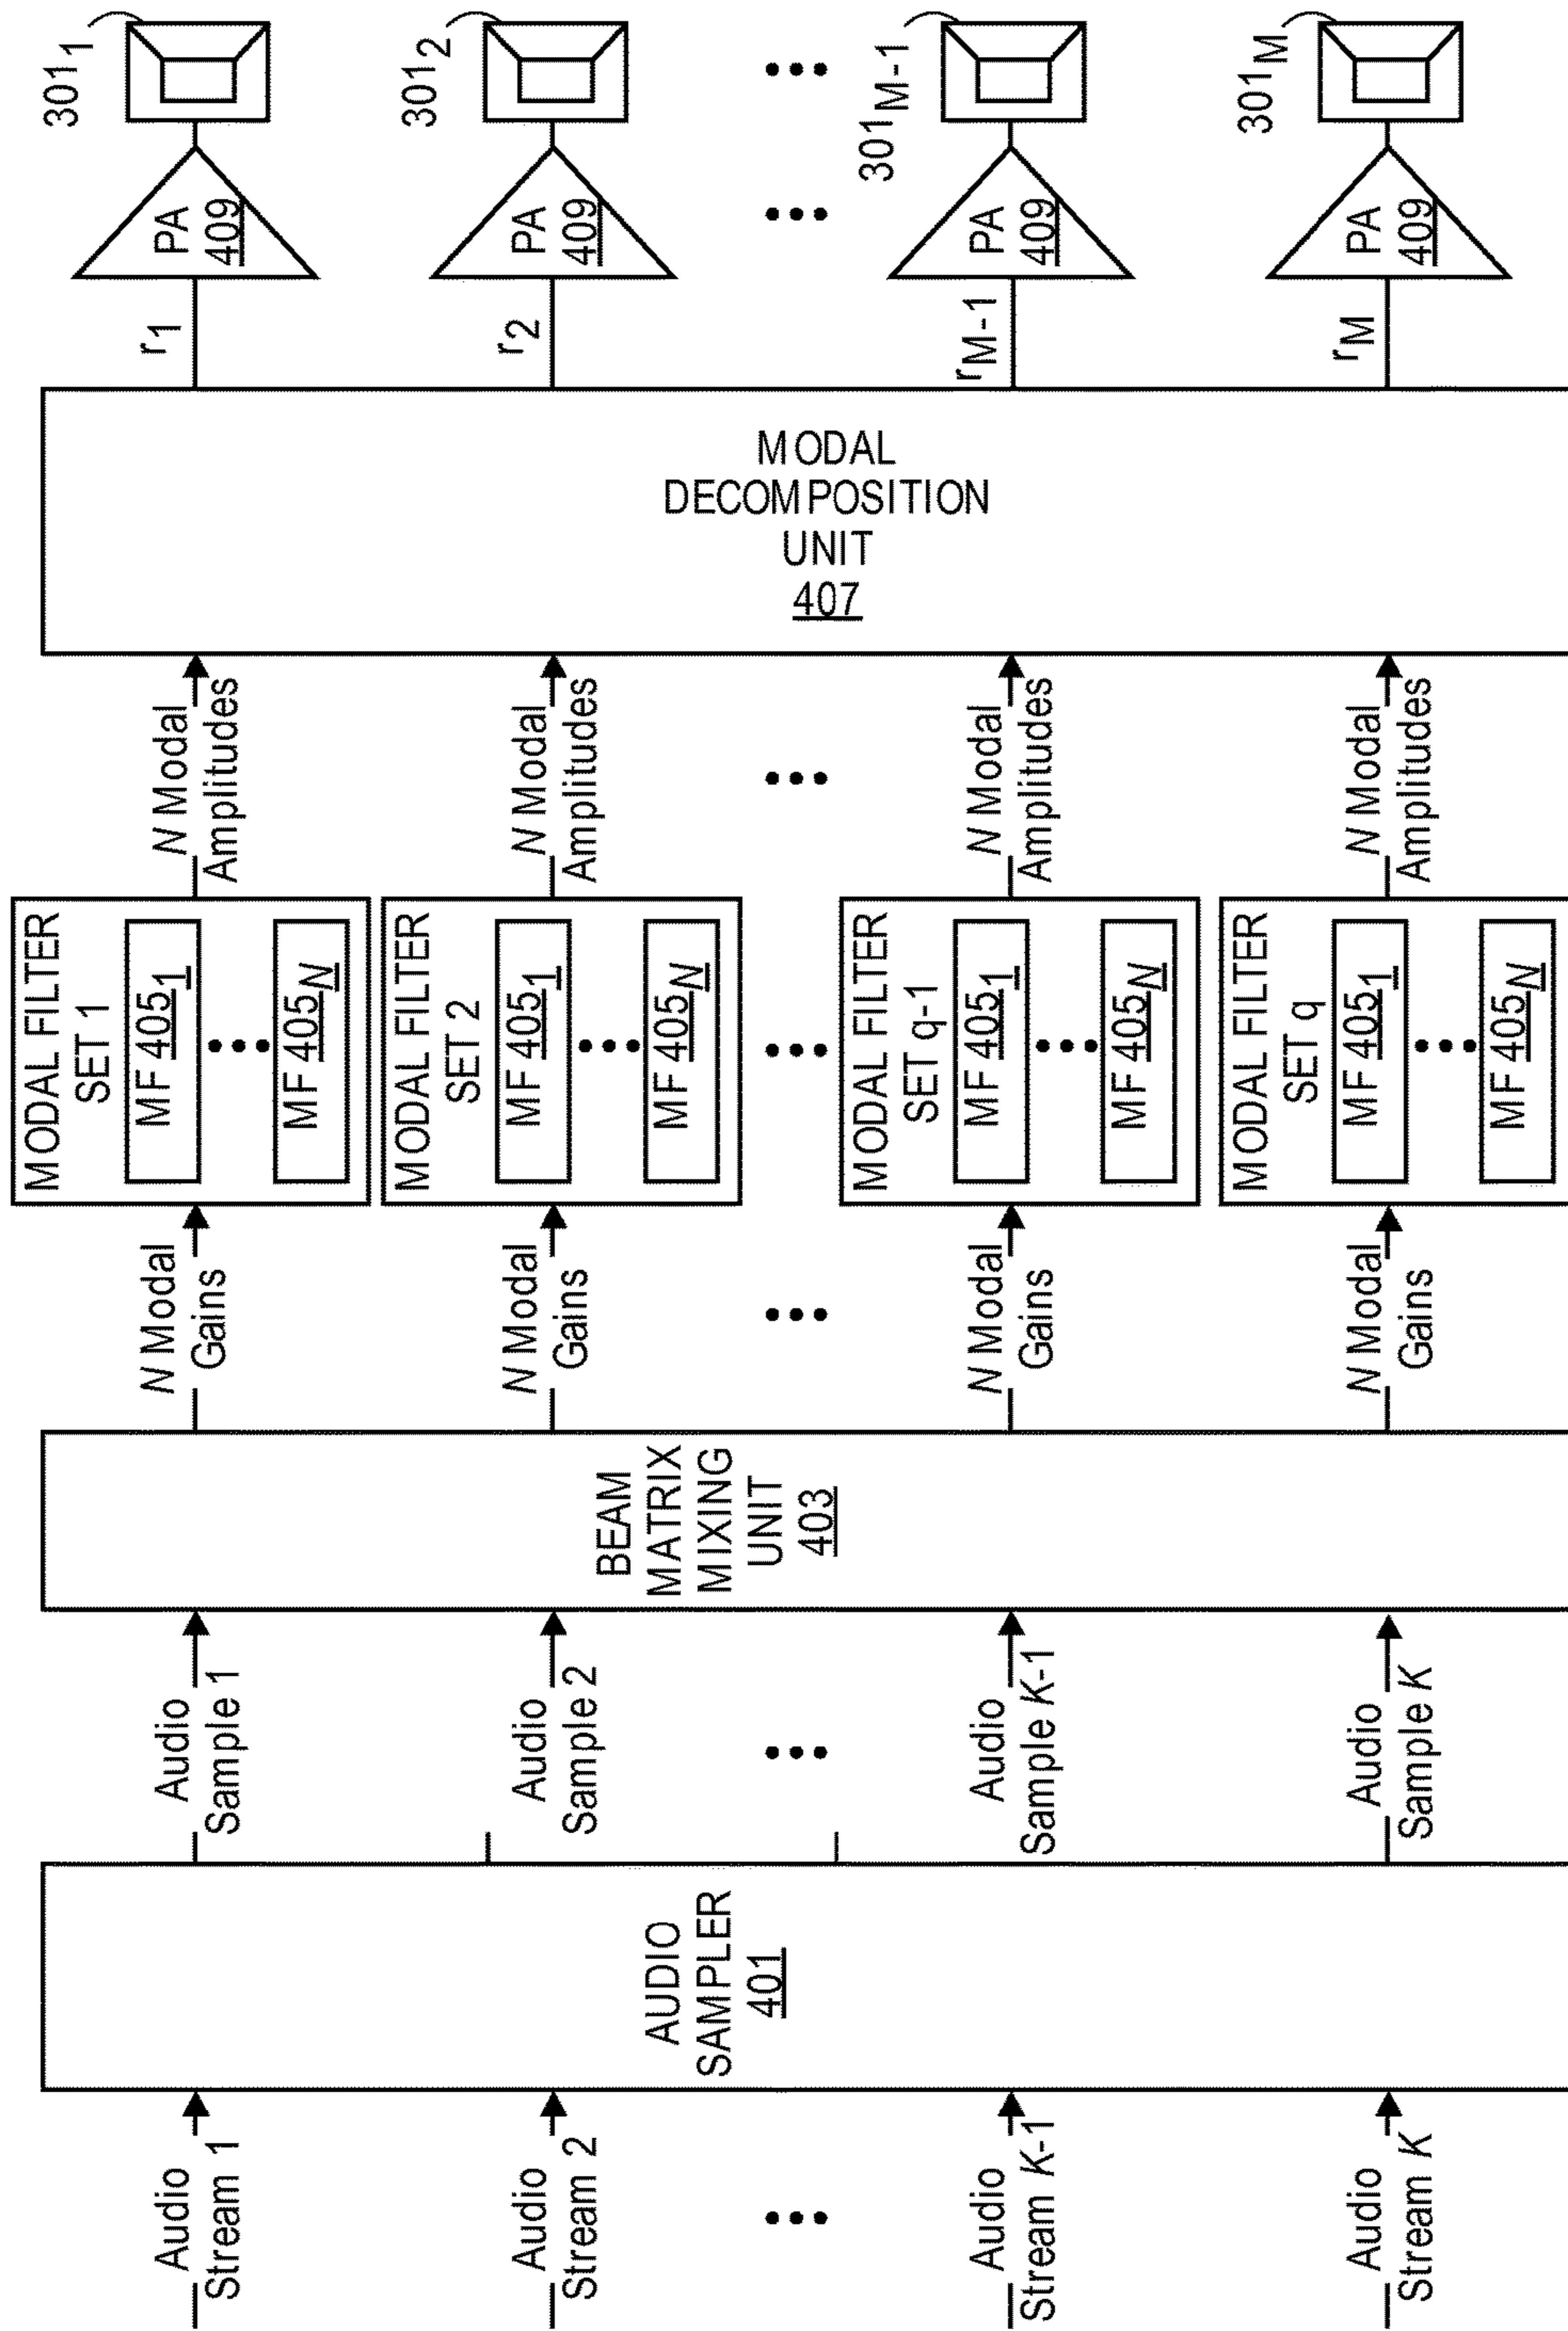 Audio
Stream 1
Audio
Stream 2
•••
Audio
Stream K-1
Audio
Stream K
AUDIO
SAMPLER
401
Audio
Sample 1
Audio
Sample 2
•••
Audio
Sample K-1
Audio
Sample K
BEAM
MATRIX
MIXING
UNIT
403
N Modal
Gains
N Modal
Gains
•••
N Modal
Gains
N Modal
Gains
MODAL FILTER
SET 1
MF 405₁
•••
MF 405N
MODAL FILTER
SET 2
MF 405₁
•••
MF 405N
•••
MODAL FILTER
SET q-1
MF 405₁
•••
MF 405N
MODAL FILTER
SET q
MF 405₁
•••
MF 405N
N Modal
Amplitudes
N Modal
Amplitudes
•••
N Modal
Amplitudes
N Modal
Amplitudes
MODAL
DECOMPOSITION
UNIT
407
r₁
r₂
rM-1
rM
PA
409
PA
409
•••
PA
409
PA
409
301₁
301₂
•••
301M-1
301M